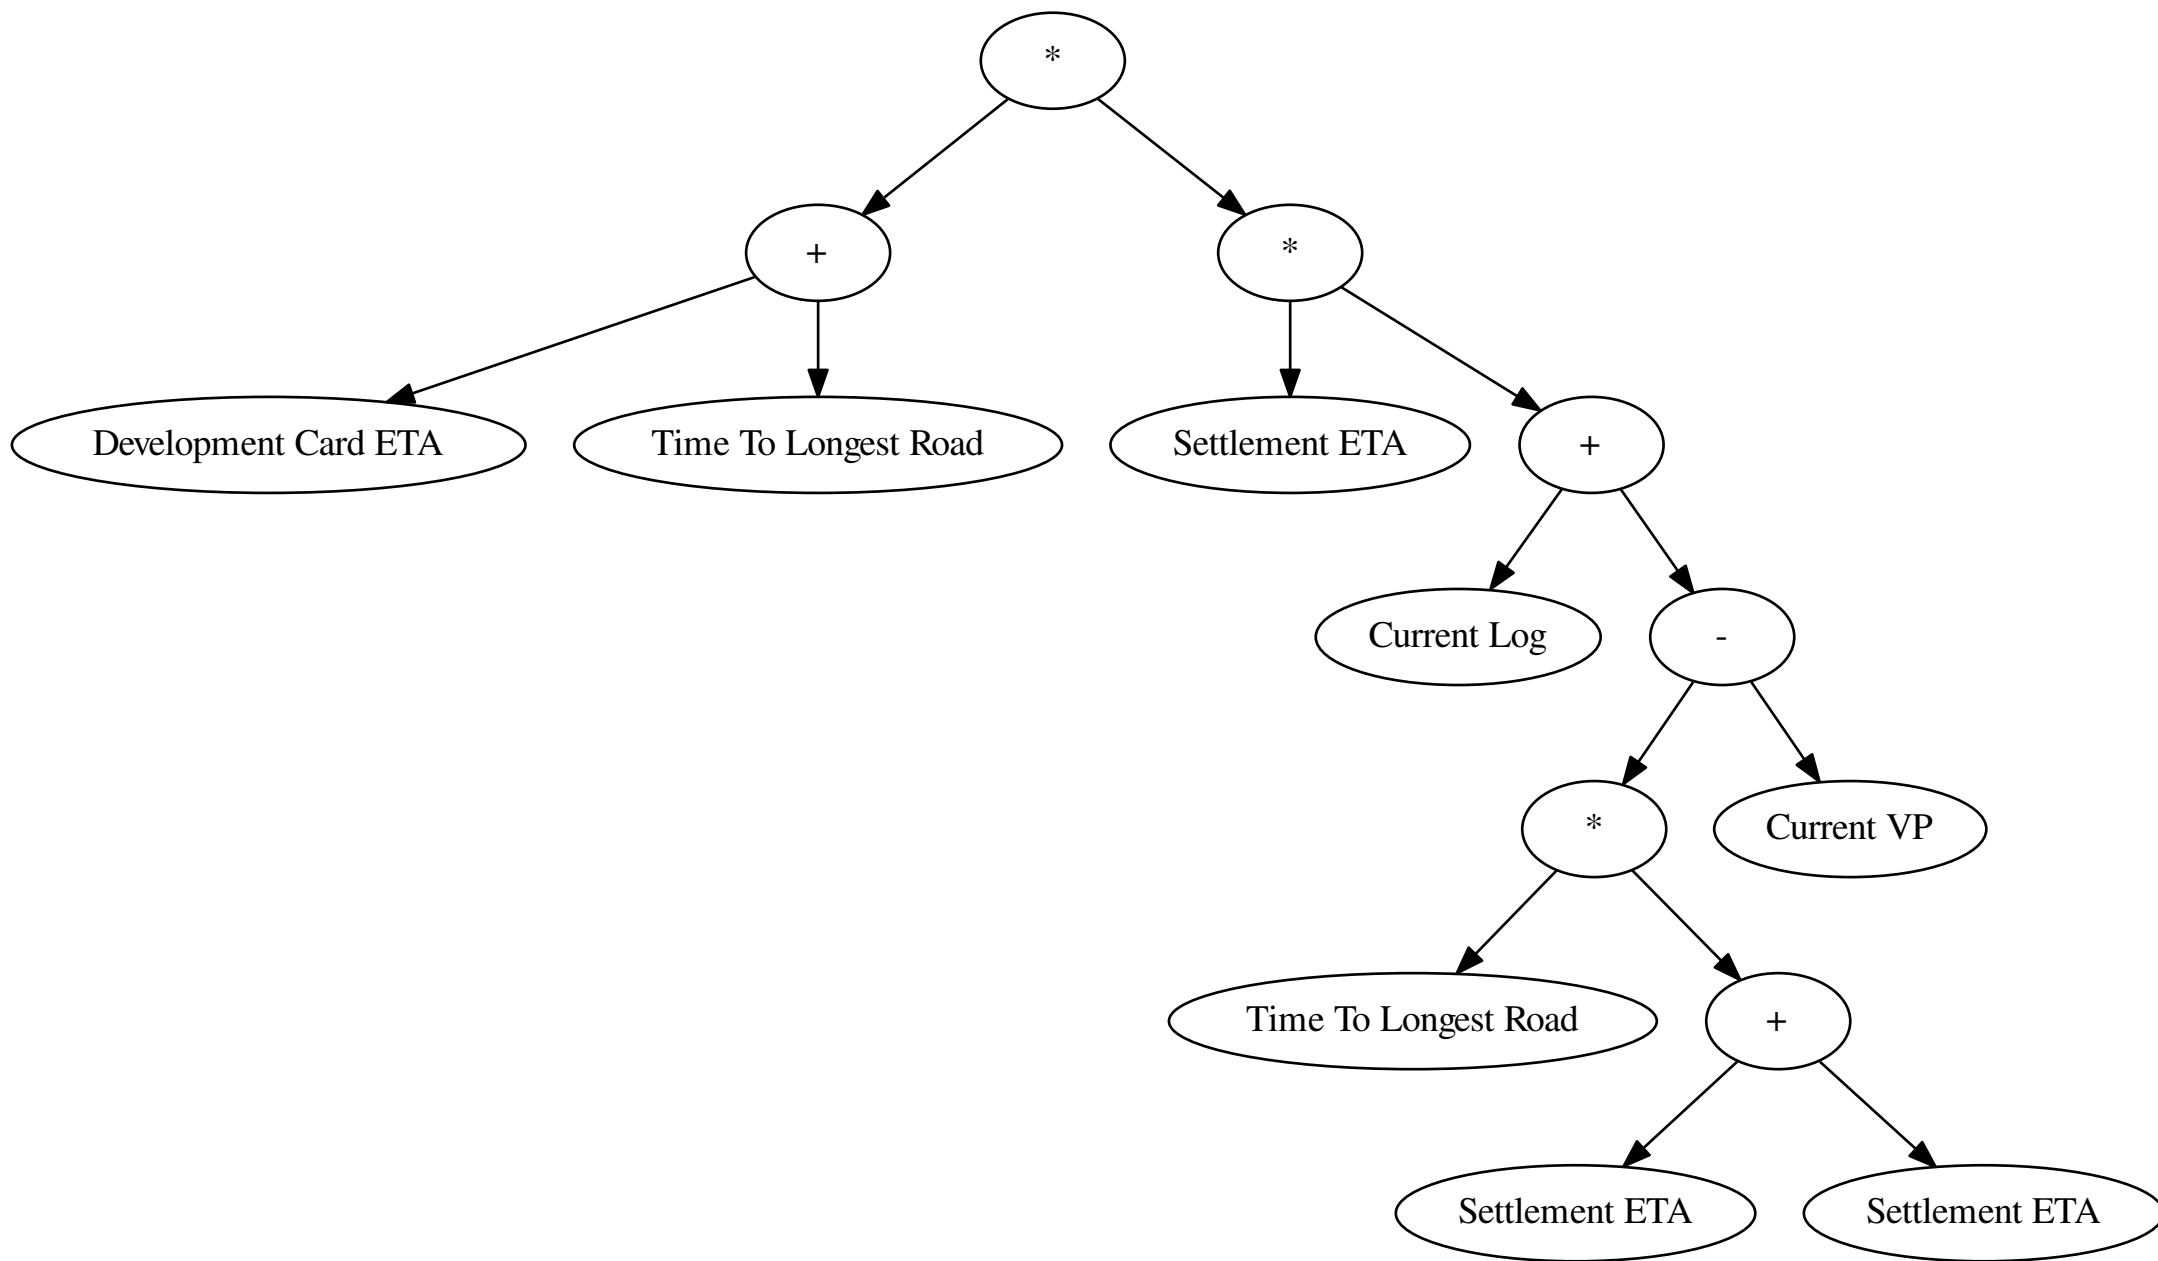 *
+
*
Development Card ETA
Time To Longest Road
Settlement ETA
+
Current Log
-
*
Current VP
Time To Longest Road
+
Settlement ETA
Settlement ETA